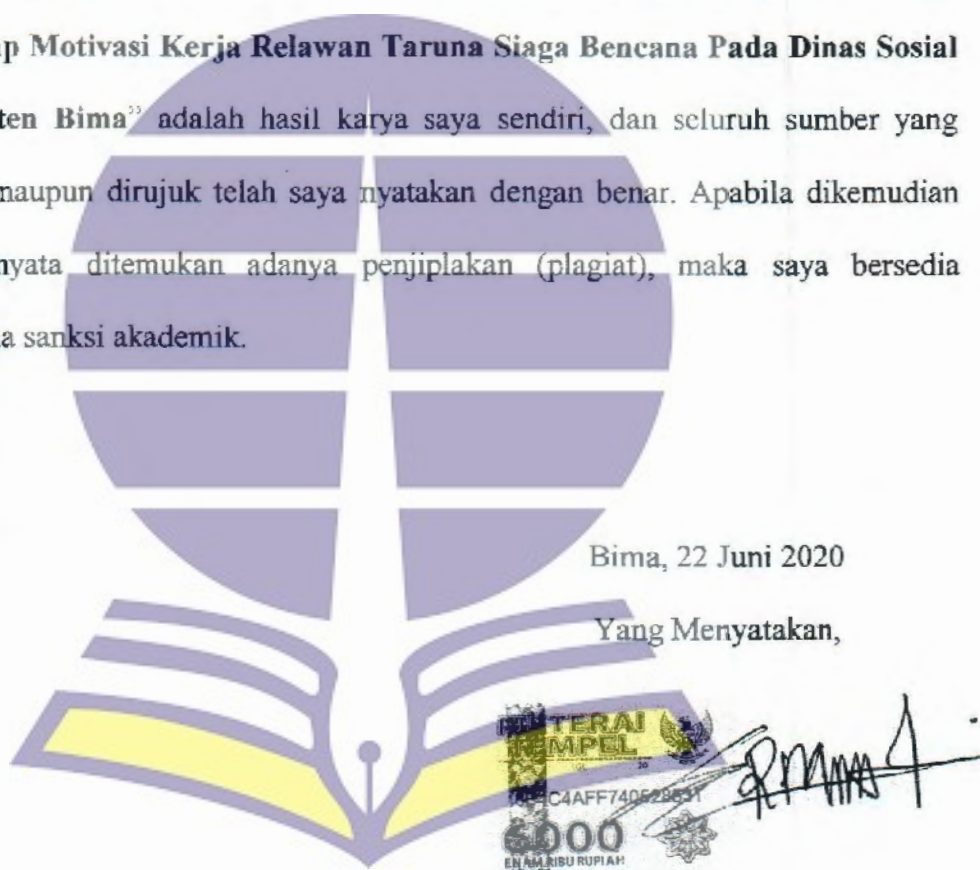 p Motivasi Kerja Relawan Taruna Siaga Bencana Pada Dinas Sosial
ten Bima" adalah hasil karya saya sendiri, dan seluruh sumber yang
naupun dirujuk telah saya nyatakan dengan benar. Apabila dikemudian
nyata ditemukan adanya penjiplakan (plagiat), maka saya bersedia
a sanksi akademik.
Bima, 22 Juni 2020
Yang Menyatakan,
TERAI
TEMPEL
6000
ENAM RIBU RUPIAH